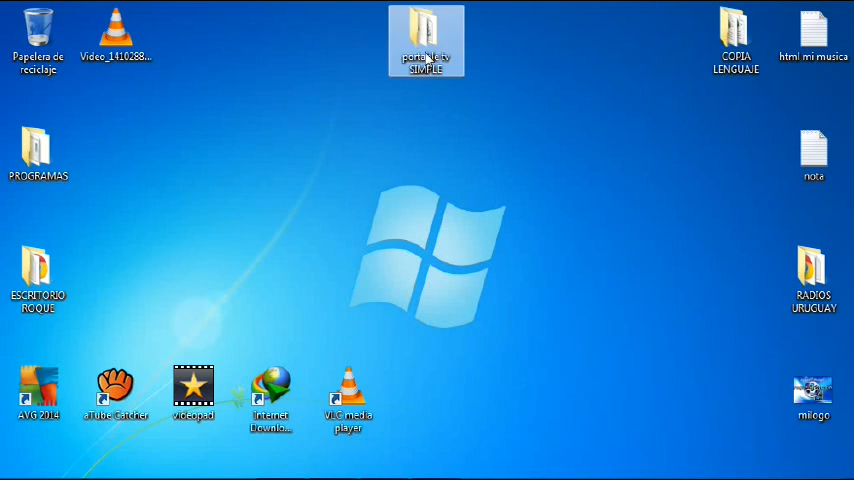 Papelera de
reciclaje
Video_1410288...
portable tv
SIMPLE
COPIA
LENGUAJE
html mi musica
PROGRAMAS
nota
ESCRITORIO
ROQUE
RADIOS
URUGUAY
AVG 2014
aTube Catcher
videopad
Internet
Downlo...
VLC media
player
milogo